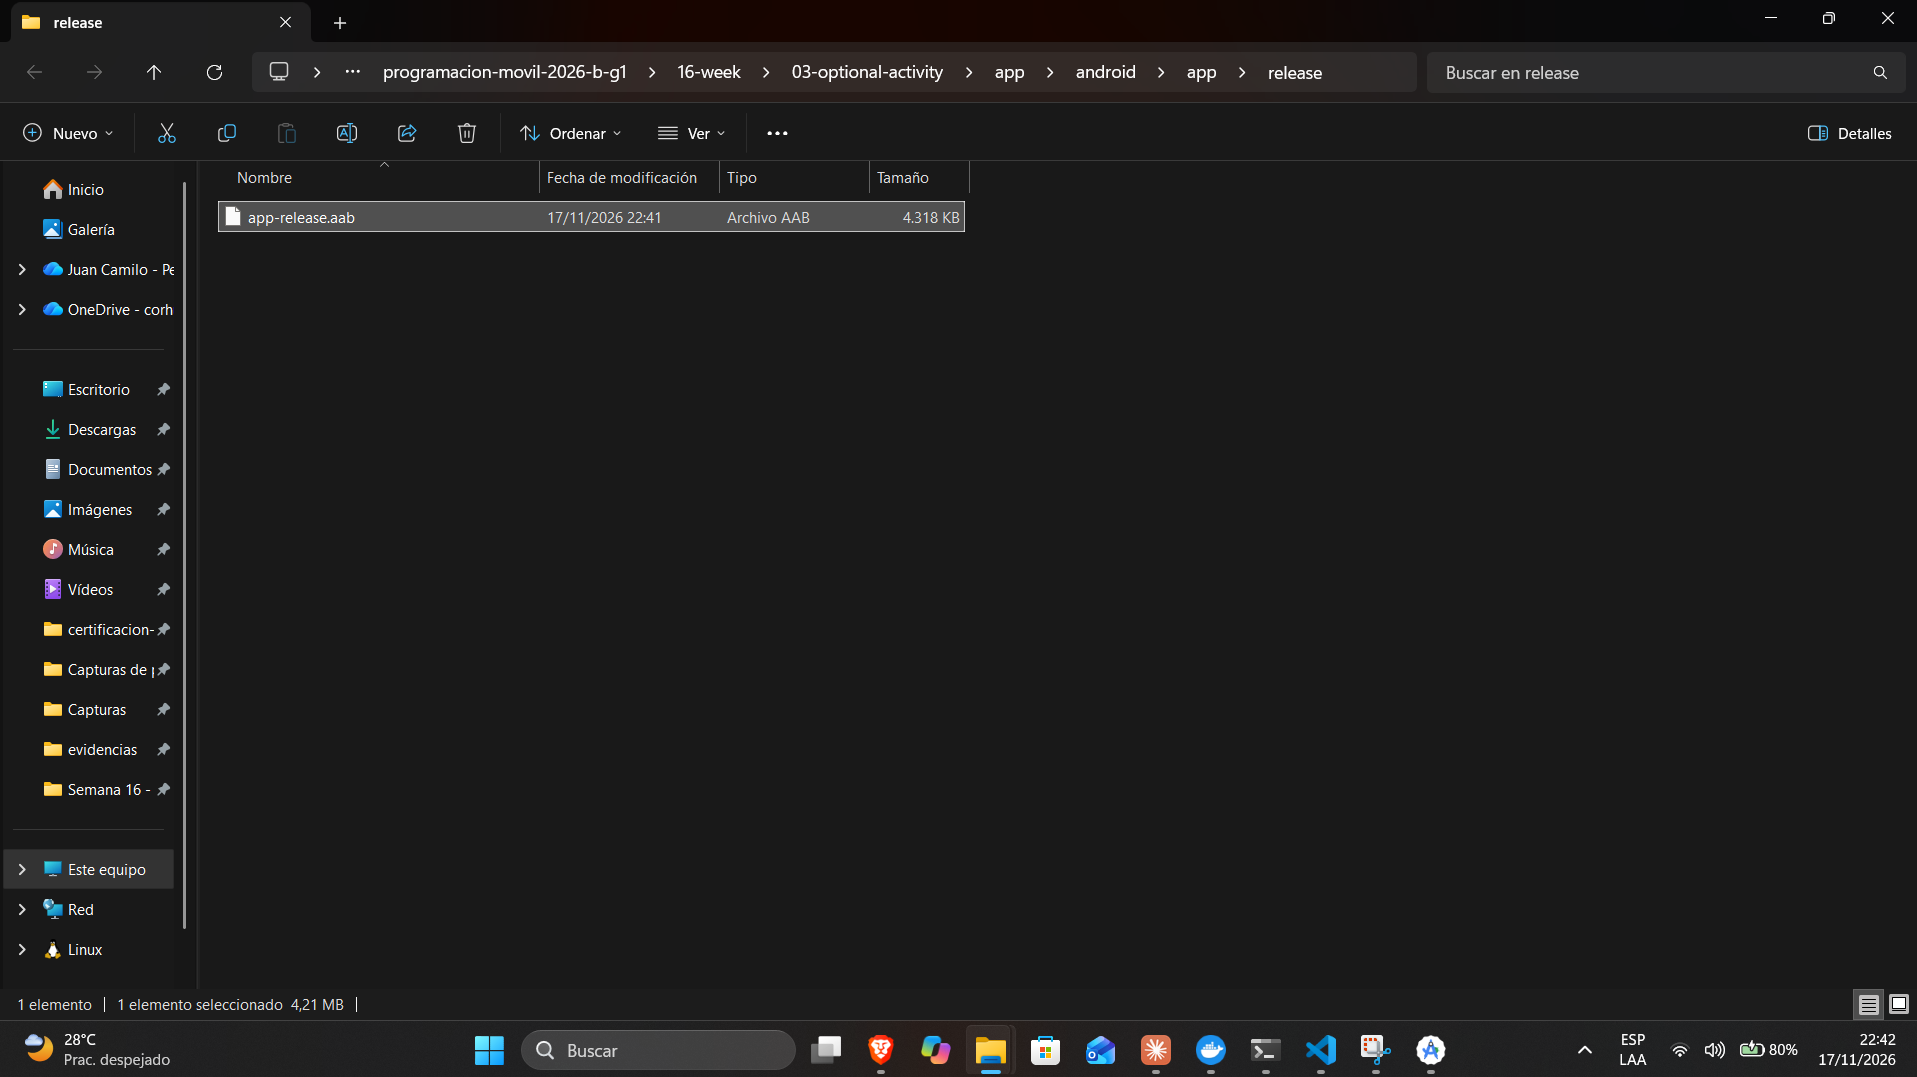 release
programacion-movil-2026-b-g1 16-week 03-optional-activity app android app release
Buscar en release
Nuevo Ordenar Ver Detalles
Nombre Fecha de modificación Tipo Tamaño
app-release.aab 17/11/2026 22:41 Archivo AAB 4.318 KB
Inicio
Galería
Juan Camilo - Pe
OneDrive - corh
Escritorio
Descargas
Documentos
Imágenes
Música
Vídeos
certificacion-
Capturas de p
Capturas
evidencias
Semana 16 -
Este equipo
Red
Linux
1 elemento 1 elemento seleccionado 4,21 MB
28°C
Prac. despejado
Buscar
ESP
LAA
80%
22:42
17/11/2026